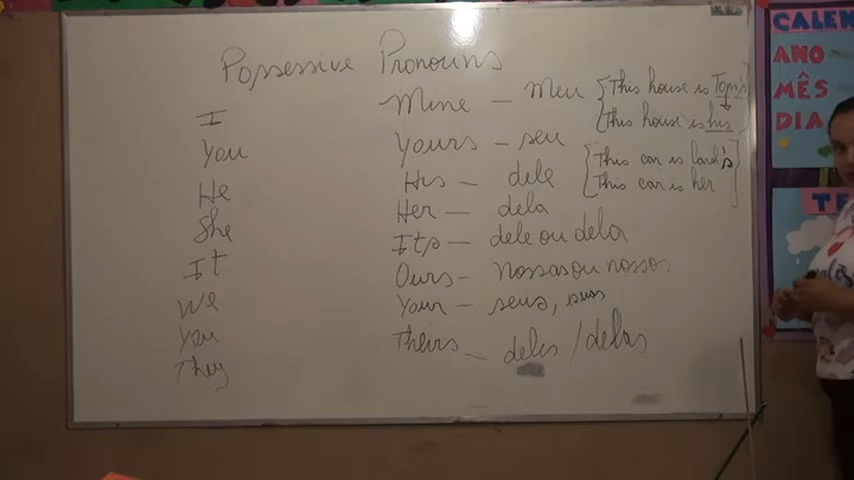 Possessive Pronouns
I Mine – Meu {This house is Tom's
{This house is his}
You Yours – seu
{This car is
{This car is her}
He His – dele
She Her – dela
It Its – dele ou dela
We Ours – nossas ou nossos
You Your – seus, suas
They Theirs – deles / delas
CALEN
ANO
MÊS
DIA
TE